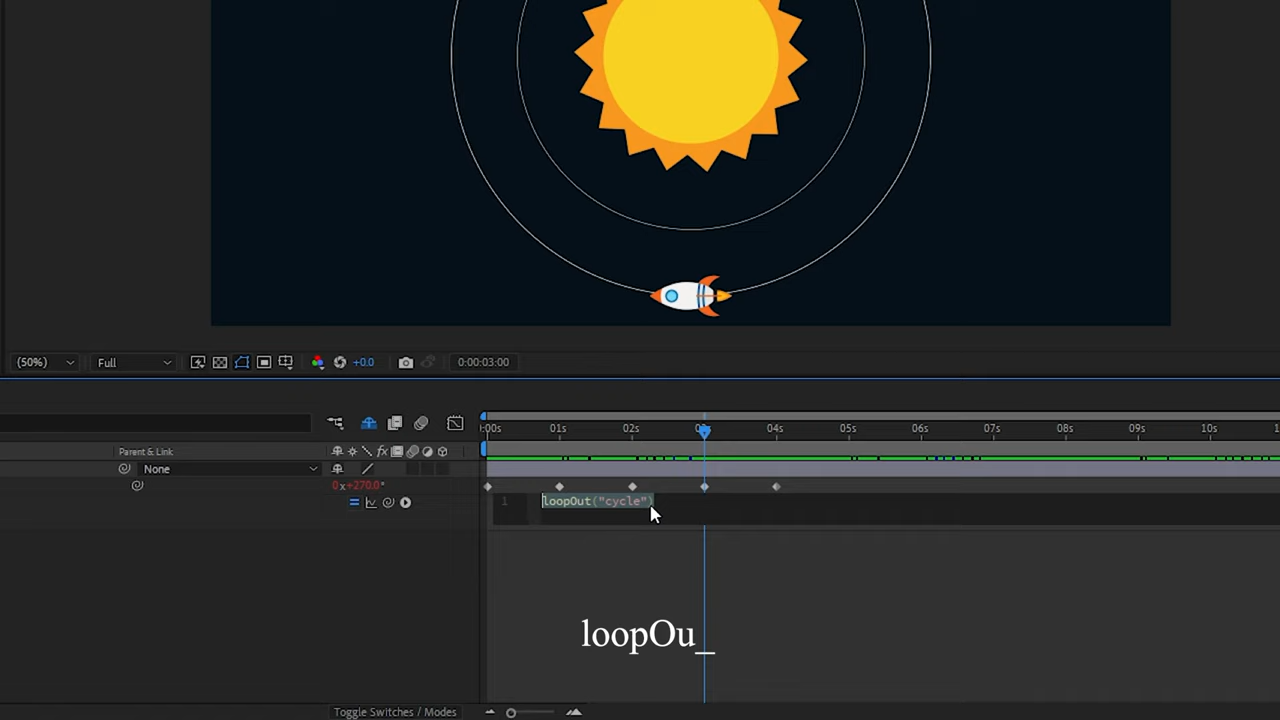 (50%) Full +0.0 0:00:03:00
):00s 01s 02s 03s 04s 05s 06s 07s 08s 09s 10s
Parent & Link fx
None
0x+270.0°
1 loopOut("cycle")
loopOu_
Toggle Switches / Modes